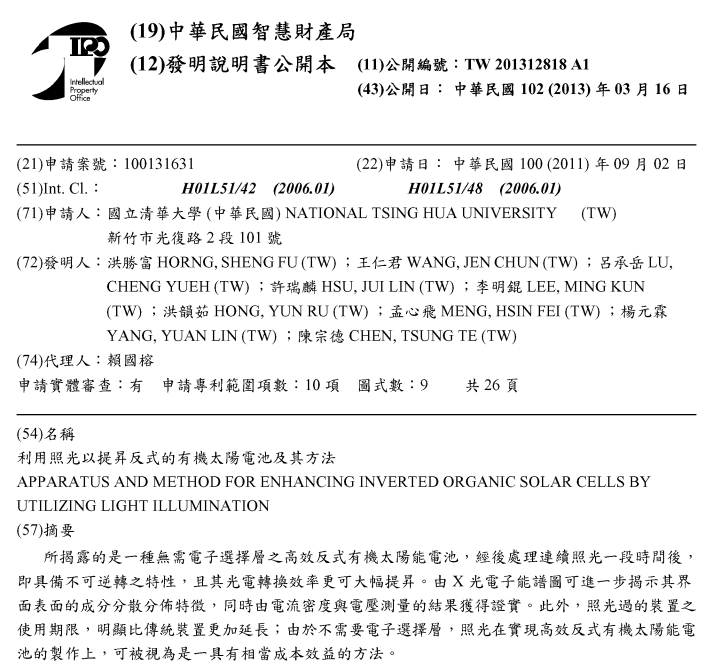 (19)中華民國智慧財產局
(12)發明說明書公開本 (11)公開編號：TW 201312818 A1
(43)公開日： 中華民國 102 (2013) 年 03 月 16 日
TIPO
Intellectual
Property
Office
(21)申請案號：100131631 (22)申請日： 中華民國 100 (2011) 年 09 月 02 日
(51)Int. Cl.： H01L51/42 (2006.01) H01L51/48 (2006.01)
(71)申請人：國立清華大學 (中華民國) NATIONAL TSING HUA UNIVERSITY (TW)
新竹市光復路 2 段 101 號
(72)發明人：洪勝富 HORNG, SHENG FU (TW) ；王仁君 WANG, JEN CHUN (TW) ；呂承岳 LU,
CHENG YUEH (TW) ；許瑞麟 HSU, JUI LIN (TW) ；李明錕 LEE, MING KUN
(TW) ；洪韻茹 HONG, YUN RU (TW) ；孟心飛 MENG, HSIN FEI (TW) ；楊元霖
YANG, YUAN LIN (TW) ；陳宗德 CHEN, TSUNG TE (TW)
(74)代理人：賴國榕
申請實體審查：有 申請專利範圍項數：10 項 圖式數：9 共 26 頁
(54)名稱
利用照光以提昇反式的有機太陽電池及其方法
APPARATUS AND METHOD FOR ENHANCING INVERTED ORGANIC SOLAR CELLS BY
UTILIZING LIGHT ILLUMINATION
(57)摘要
所揭露的是一種無需電子選擇層之高效反式有機太陽能電池，經後處理連續照光一段時間後，
即具備不可逆轉之特性，且其光電轉換效率更可大幅提昇。由 X 光電子能譜圖可進一步揭示其界
面表面的成分分散分佈特徵，同時由電流密度與電壓測量的結果獲得證實。此外，照光過的裝置之
使用期限，明顯比傳統裝置更加延長；由於不需要電子選擇層，照光在實現高效反式有機太陽能電
池的製作上，可被視為是一具有相當成本效益的方法。